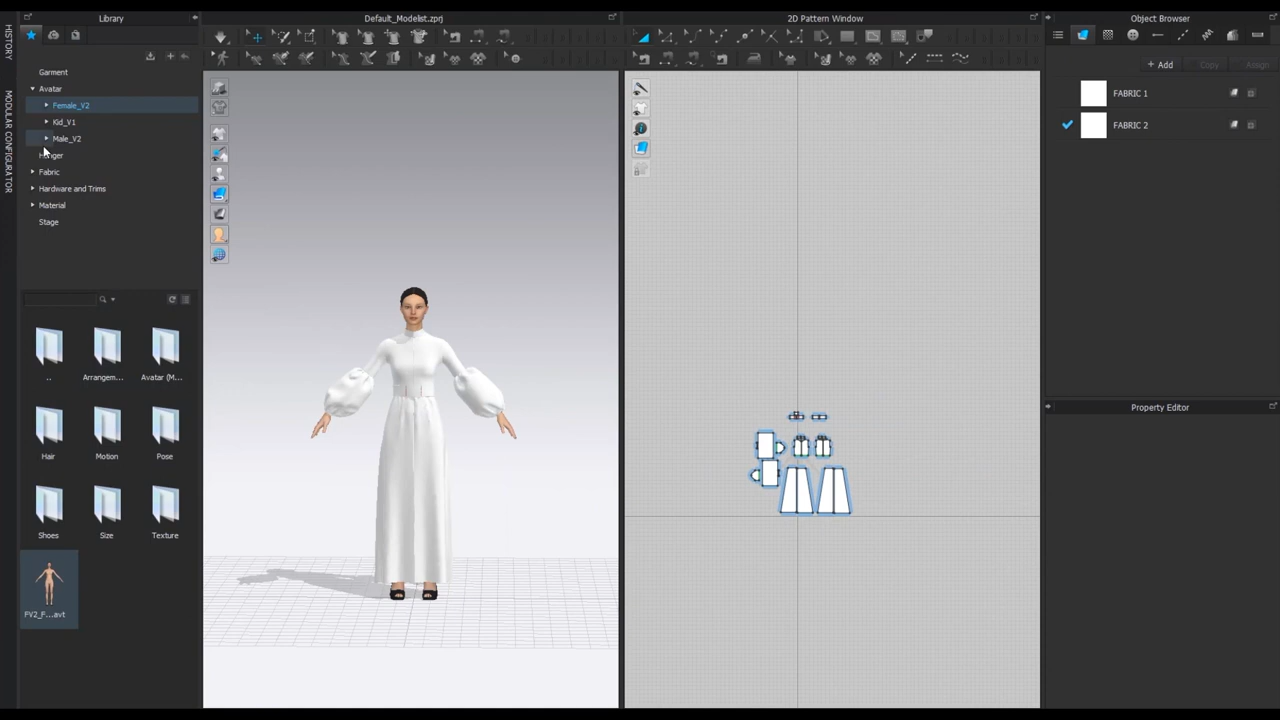 Library
Default_Modelist.zprj
2D Pattern Window
Object Browser
HISTORY
MODULAR CONFIGURATOR
Garment
Avatar
Female_V2
Kid_V1
Male_V2
Hanger
Fabric
Hardware and Trims
Material
Stage
+ Add
Copy
Assign
FABRIC 1
FABRIC 2
Property Editor
..
Arrangem...
Avatar (M...
Hair
Motion
Pose
Shoes
Size
Texture
FV2_F...avt